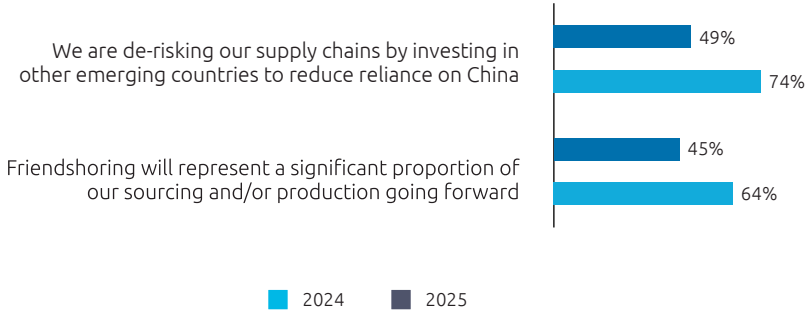 We are de-risking our supply chains by investing in
other emerging countries to reduce reliance on China
49%
74%
Friendshoring will represent a significant proportion of
our sourcing and/or production going forward
45%
64%
2024
2025